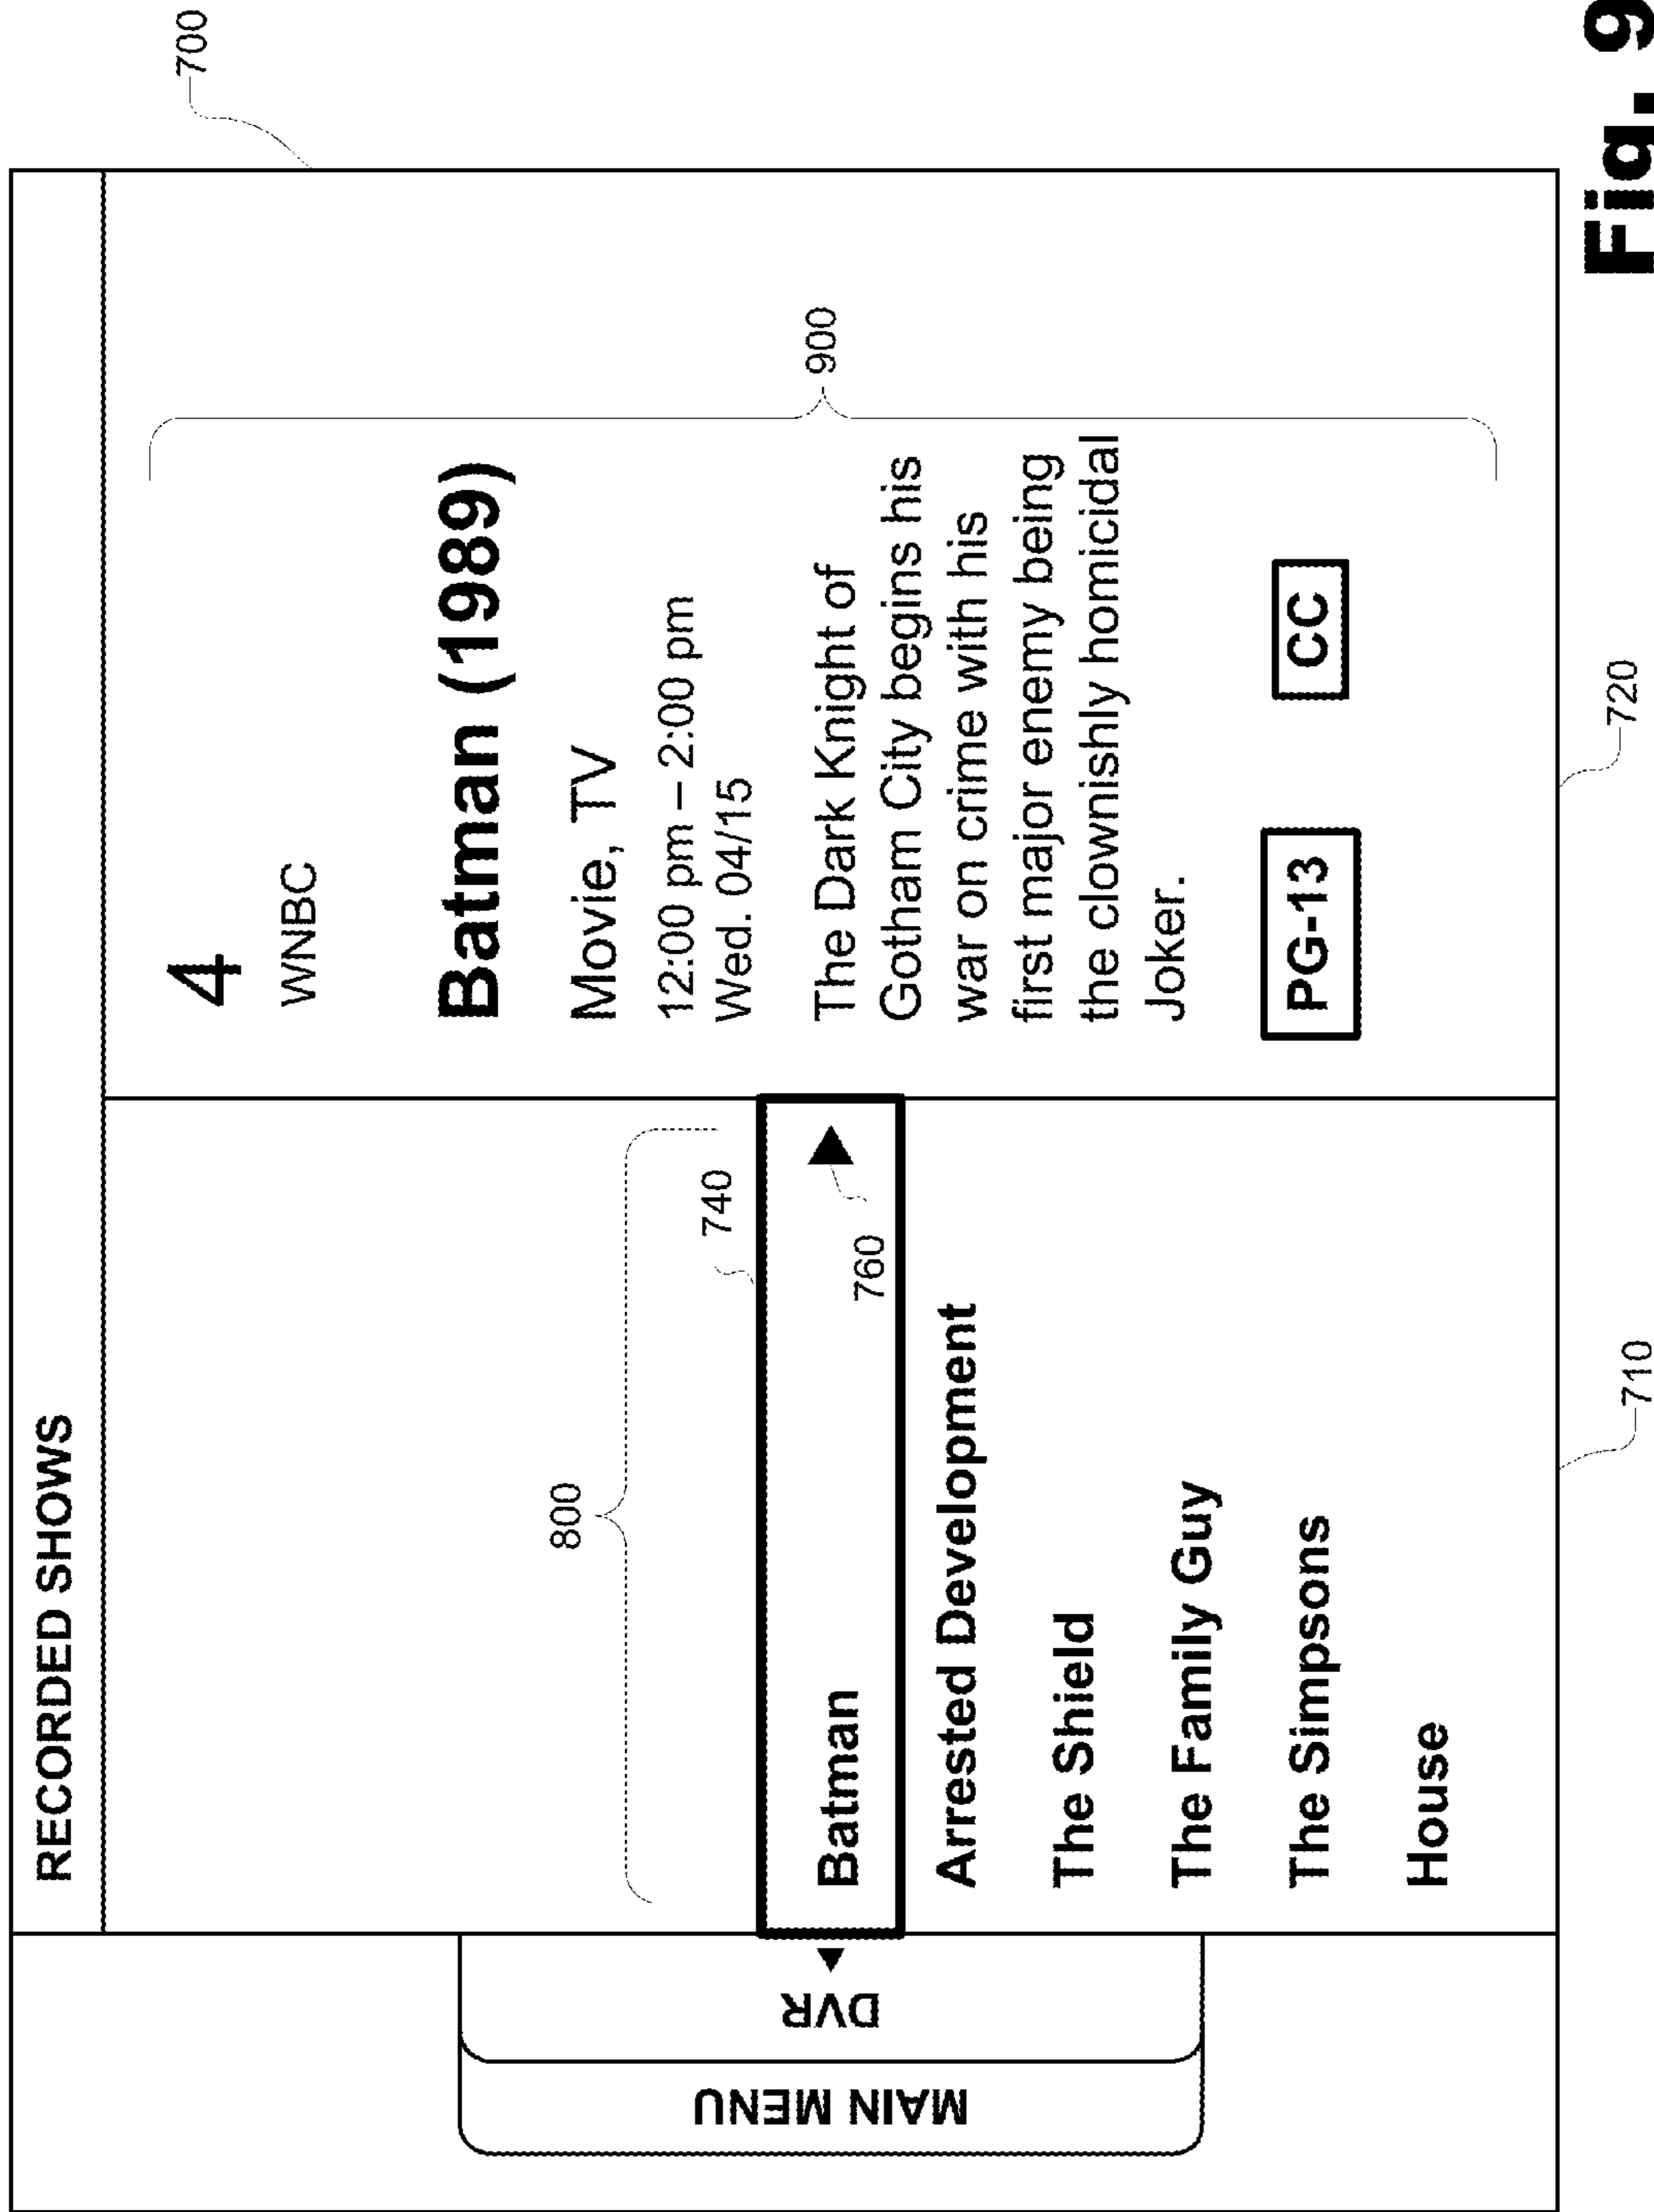 700
RECORDED SHOWS
MAIN MENU
DVR
800
740
Batman
760
Arrested Development
The Shield
The Family Guy
The Simpsons
House
4
WNBC
Batman (1989)
Movie, TV
12:00 pm – 2:00 pm
Wed. 04/15
The Dark Knight of
Gotham City begins his
war on crime with his
first major enemy being
the clownishly homicidal
Joker.
PG-13
CC
900
710
720
Fig. 9